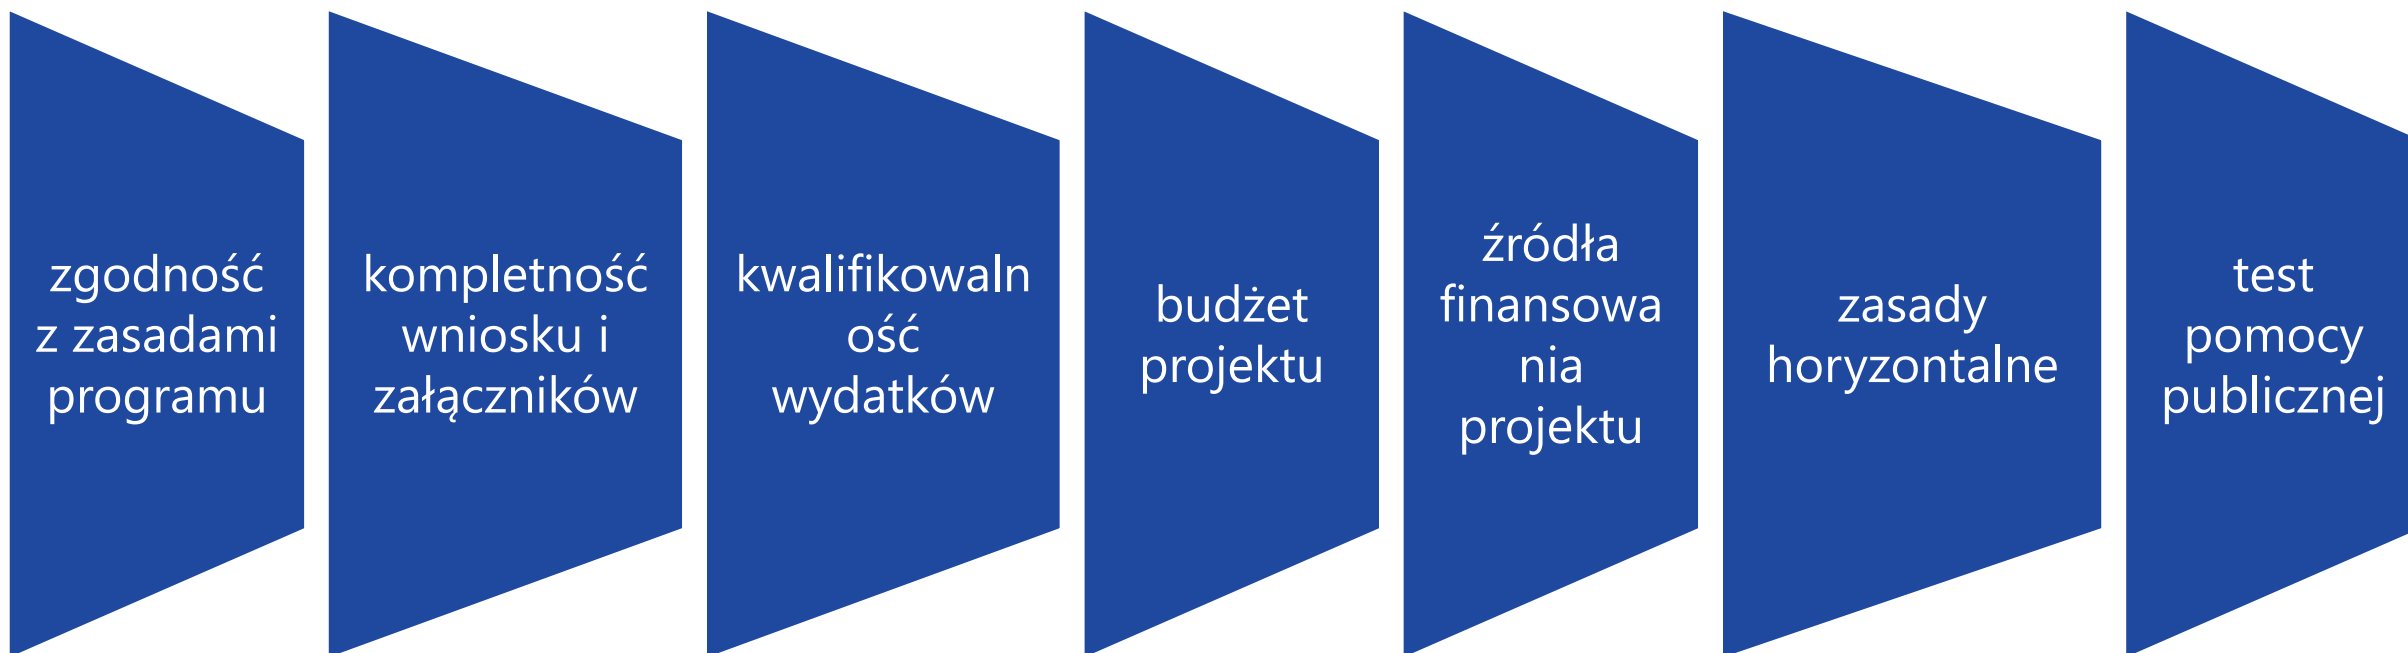 zgodność
z zasadami
programu
kompletność
wniosku i
załączników
kwalifikowaln
ość
wydatków
budżet
projektu
źródła
finansowa
nia
projektu
zasady
horyzontalne
test
pomocy
publicznej